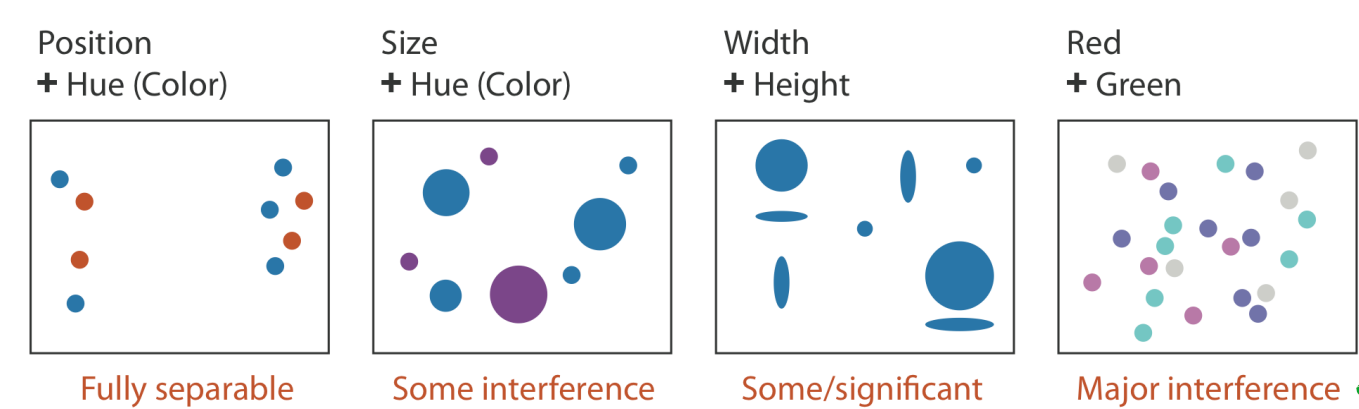 Position
+ Hue (Color)
Size
+ Hue (Color)
Width
+ Height
Red
+ Green
Fully separable
Some interference
Some/significant
Major interference